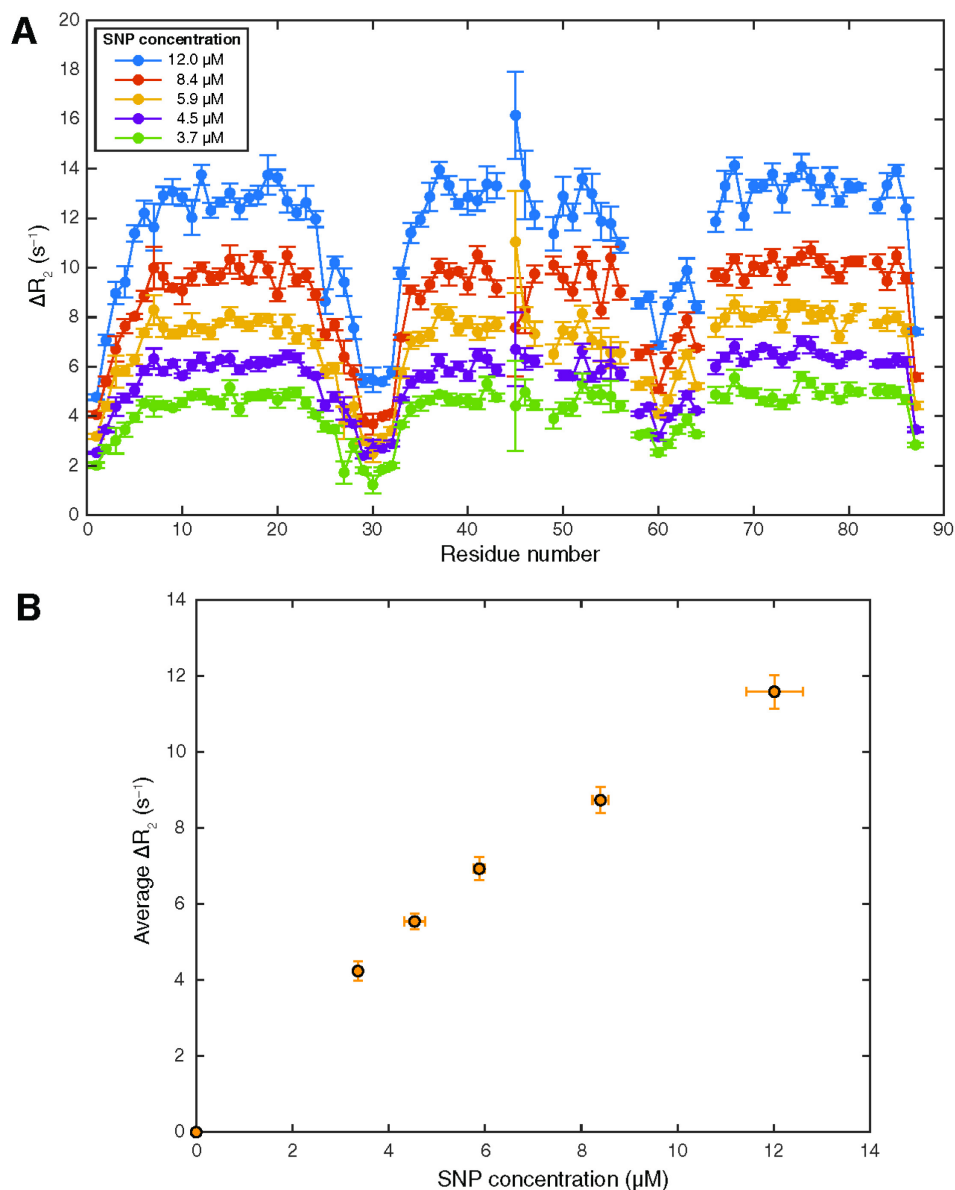 A
20
18
16
14
12
10
8
6
4
2
0
ΔR₂ (s⁻¹)
SNP concentration
12.0 µM
8.4 µM
5.9 µM
4.5 µM
3.7 µM
0 10 20 30 40 50 60 70 80 90
Residue number
B
14
12
10
8
6
4
2
0
Average ΔR₂ (s⁻¹)
0 2 4 6 8 10 12 14
SNP concentration (µM)